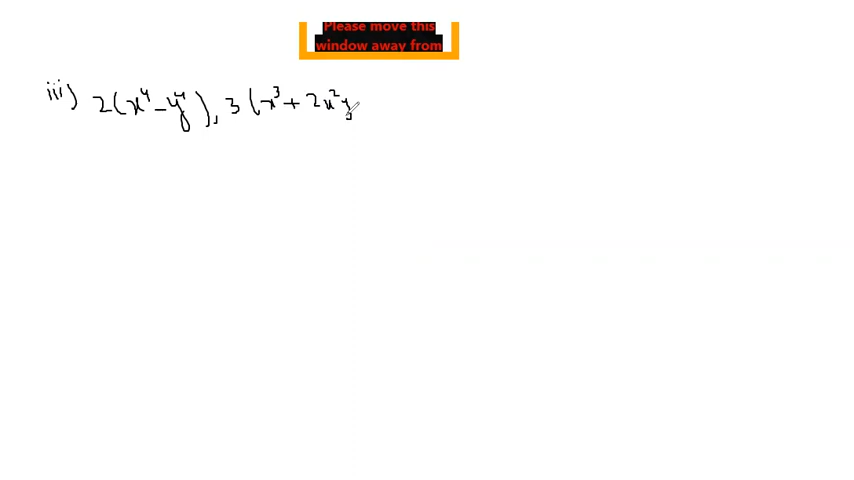 Please move this
window away from
iii) 2(x⁴-y⁴), 3(x³+2x²y